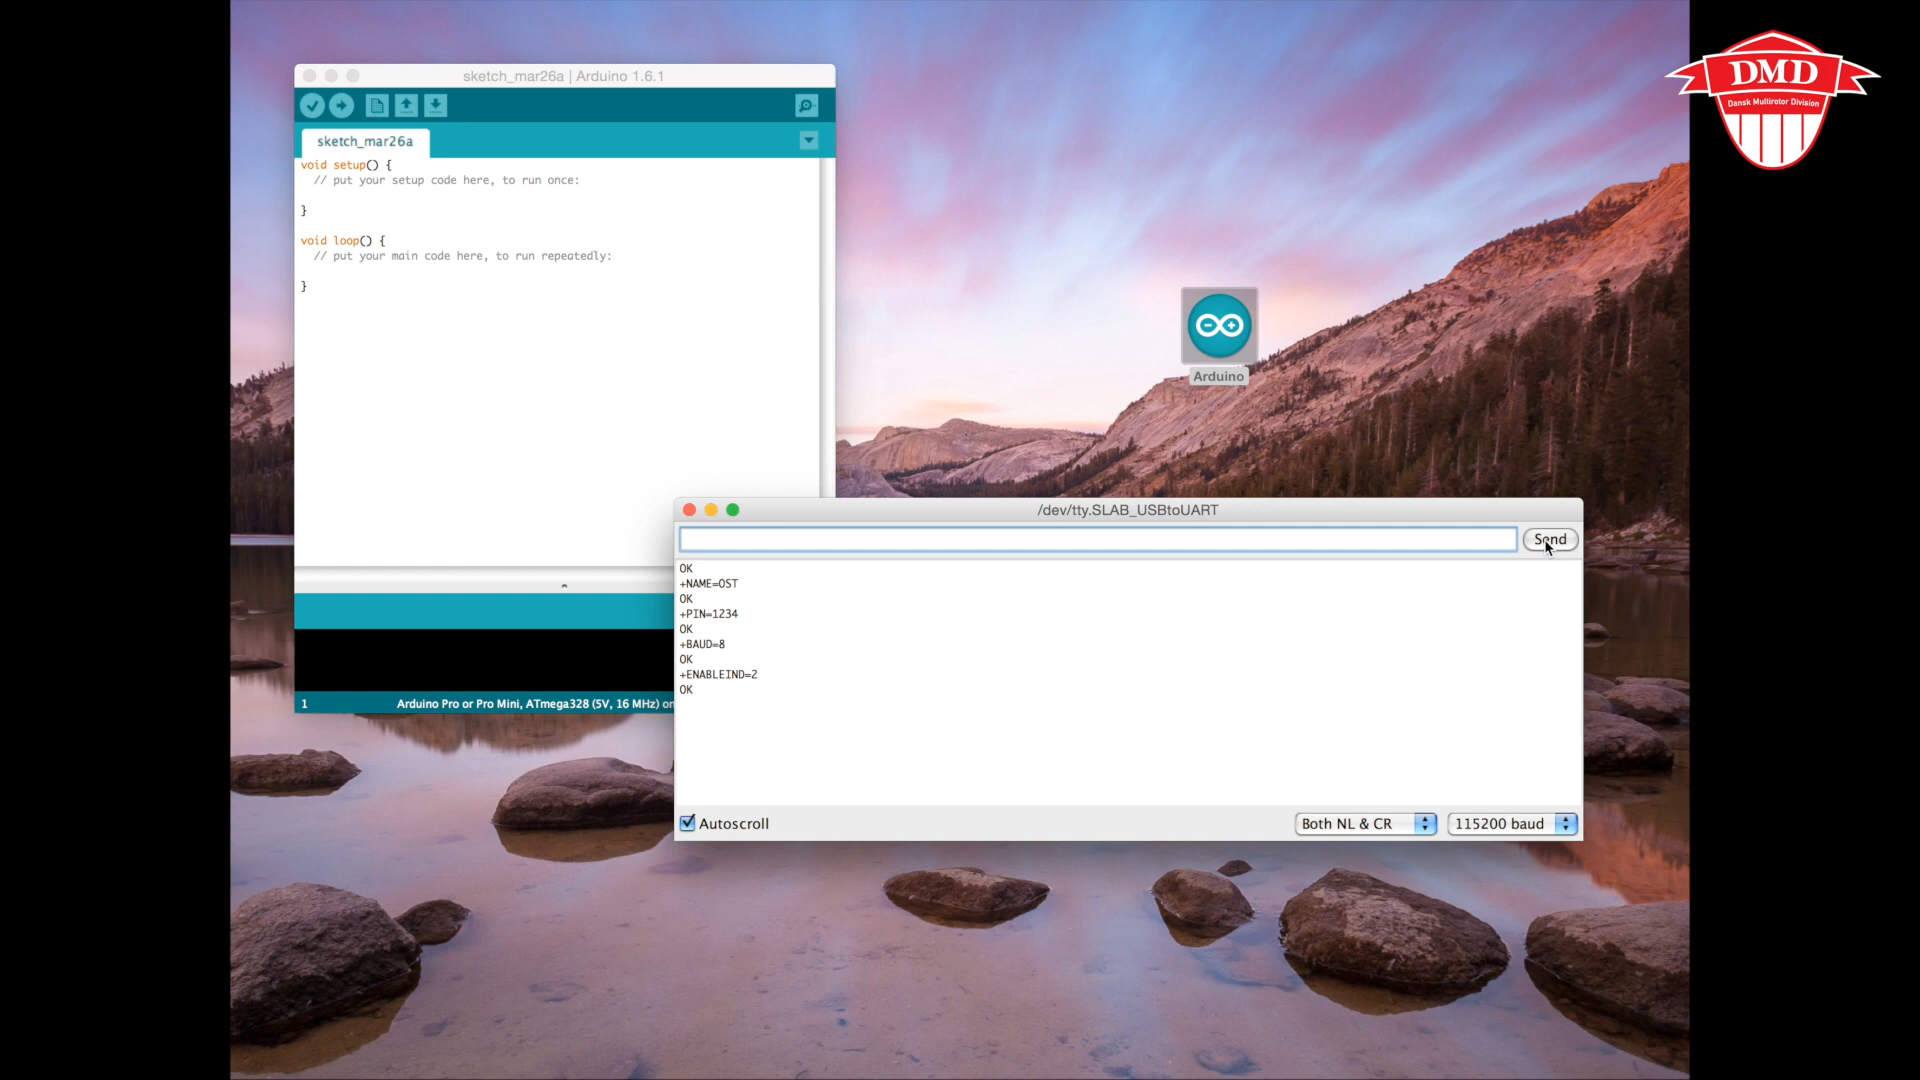 DMD
Dansk Multirotor Division
sketch_mar26a | Arduino 1.6.1
sketch_mar26a
void setup() {
  // put your setup code here, to run once:
}
void loop() {
  // put your main code here, to run repeatedly:
}
Arduino
/dev/tty.SLAB_USBtoUART
Send
OK
+NAME=OST
OK
+PIN=1234
OK
+BAUD=8
OK
+ENABLEIND=2
OK
1
Arduino Pro or Pro Mini, ATmega328 (5V, 16 MHz) on
Autoscroll
Both NL & CR
115200 baud